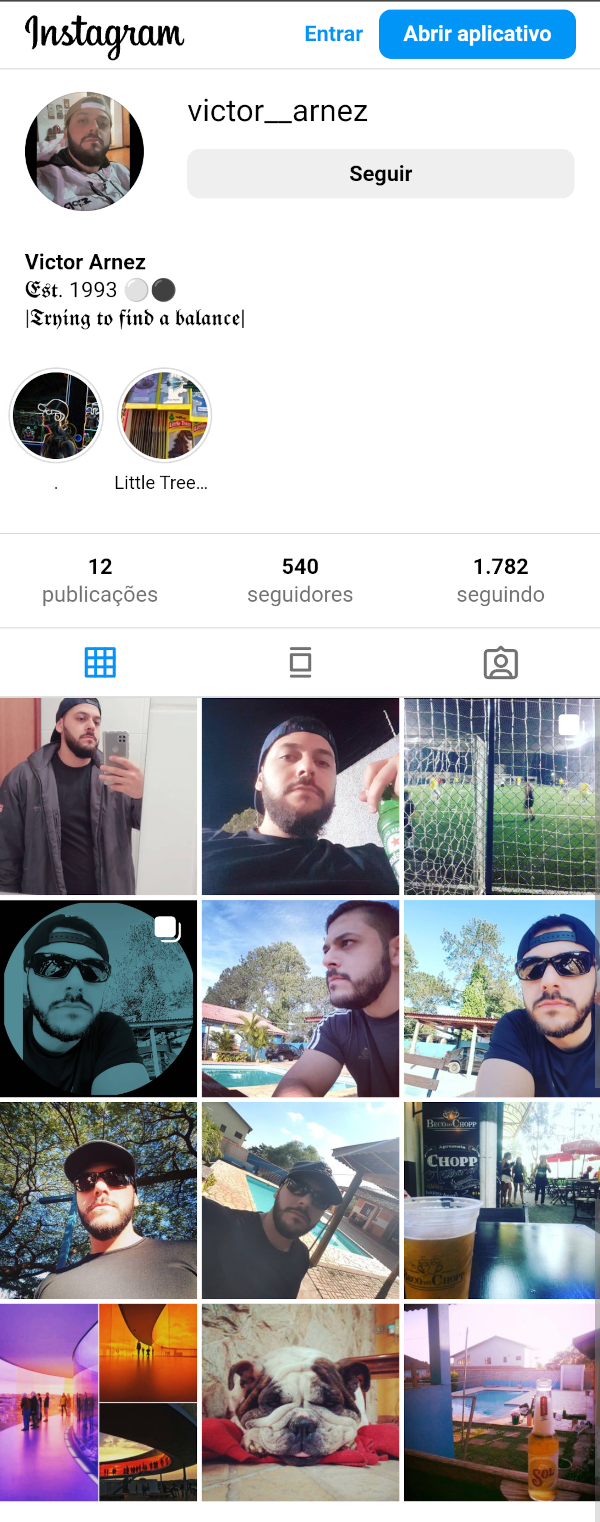 Instagram
Entrar
Abrir aplicativo
victor__arnez
Seguir
Victor Arnez
𝕰𝖘𝖙. 1993 ⚪⚫
|𝕿𝖗𝖞𝖎𝖓𝖌 𝖙𝖔 𝖋𝖎𝖓𝖉 𝖆 𝖇𝖆𝖑𝖆𝖓𝖈𝖊|
.
Little Tree...
12
publicações
540
seguidores
1.782
seguindo
BECO DO CHOPP
CHOPP
BECO DO CHOPP
SOL